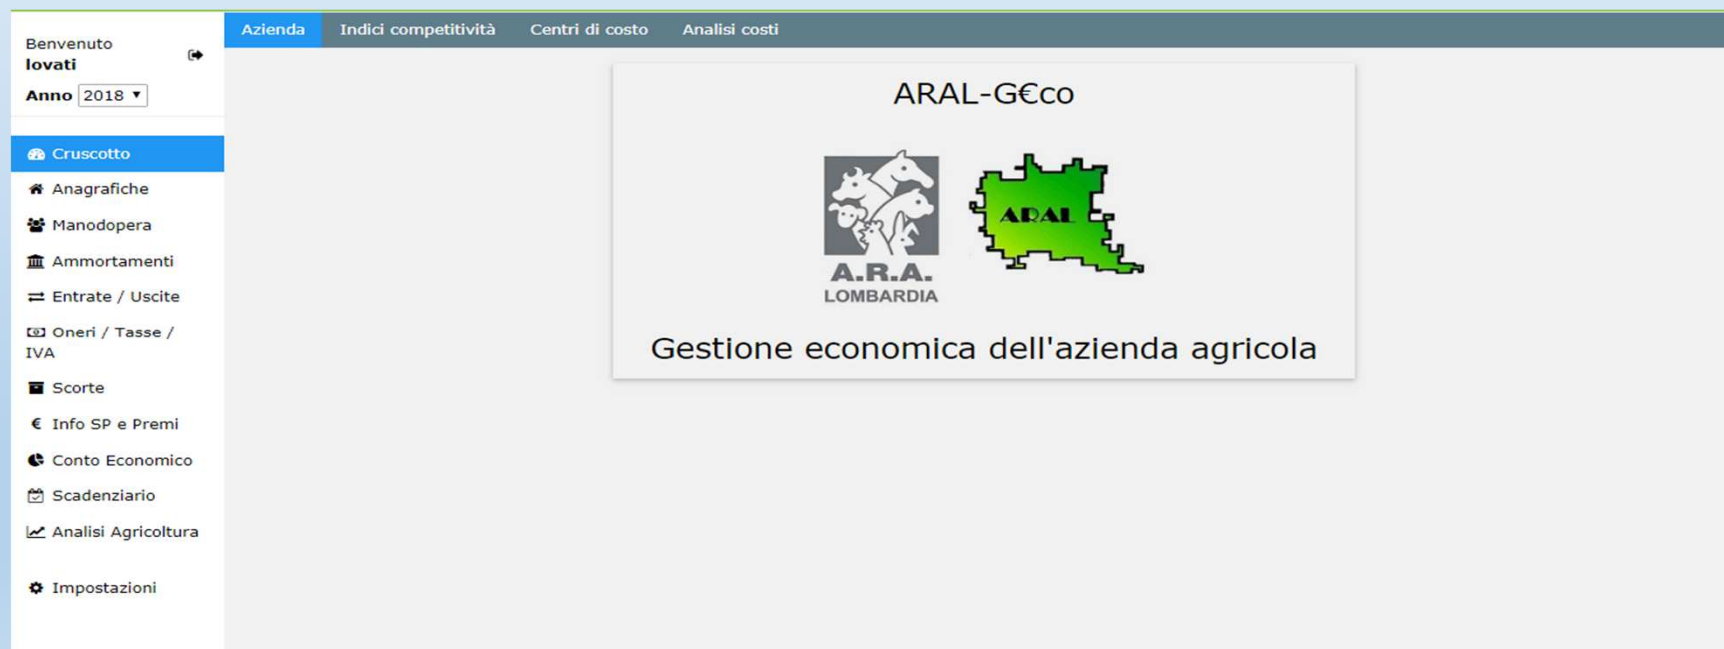 Azienda Indici competitività Centri di costo Analisi costi
Benvenuto
lovati
Anno 2018
Cruscotto
Anagrafiche
Manodopera
Ammortamenti
Entrate / Uscite
Oneri / Tasse /
IVA
Scorte
€ Info SP e Premi
Conto Economico
Scadenziario
Analisi Agricoltura
Impostazioni
ARAL-G€co
A.R.A.
LOMBARDIA
ARAL
Gestione economica dell'azienda agricola